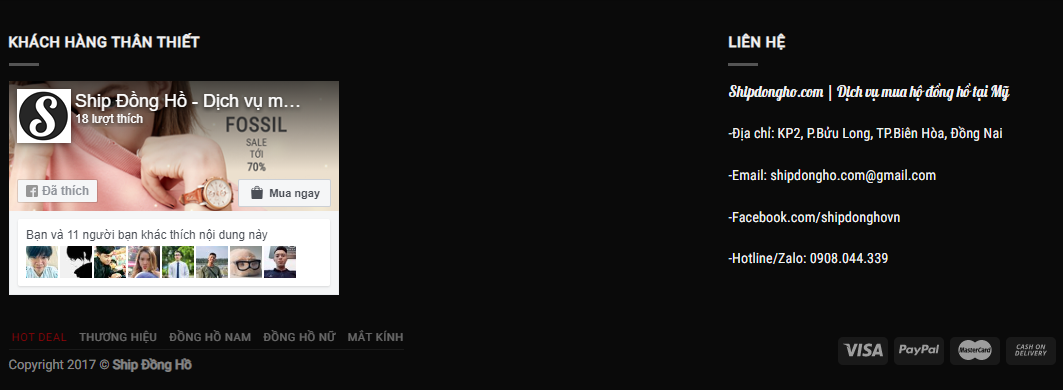 KHÁCH HÀNG THÂN THIẾT
S
Ship Đồng Hồ - Dịch vụ m...
18 lượt thích
FOSSIL
SALE
TỚI
70%
Đã thích
Mua ngay
Bạn và 11 người bạn khác thích nội dung này
LIÊN HỆ
Shipdongho.com | Dịch vụ mua hộ đồng hồ tại Mỹ
-Địa chỉ: KP2, P.Bửu Long, TP.Biên Hòa, Đồng Nai
-Email: shipdongho.com@gmail.com
-Facebook.com/shipdonghovn
-Hotline/Zalo: 0908.044.339
HOT DEAL THƯƠNG HIỆU ĐỒNG HỒ NAM ĐỒNG HỒ NỮ MẮT KÍNH
Copyright 2017 © Ship Đồng Hồ
VISA PayPal MasterCard CASH ON DELIVERY